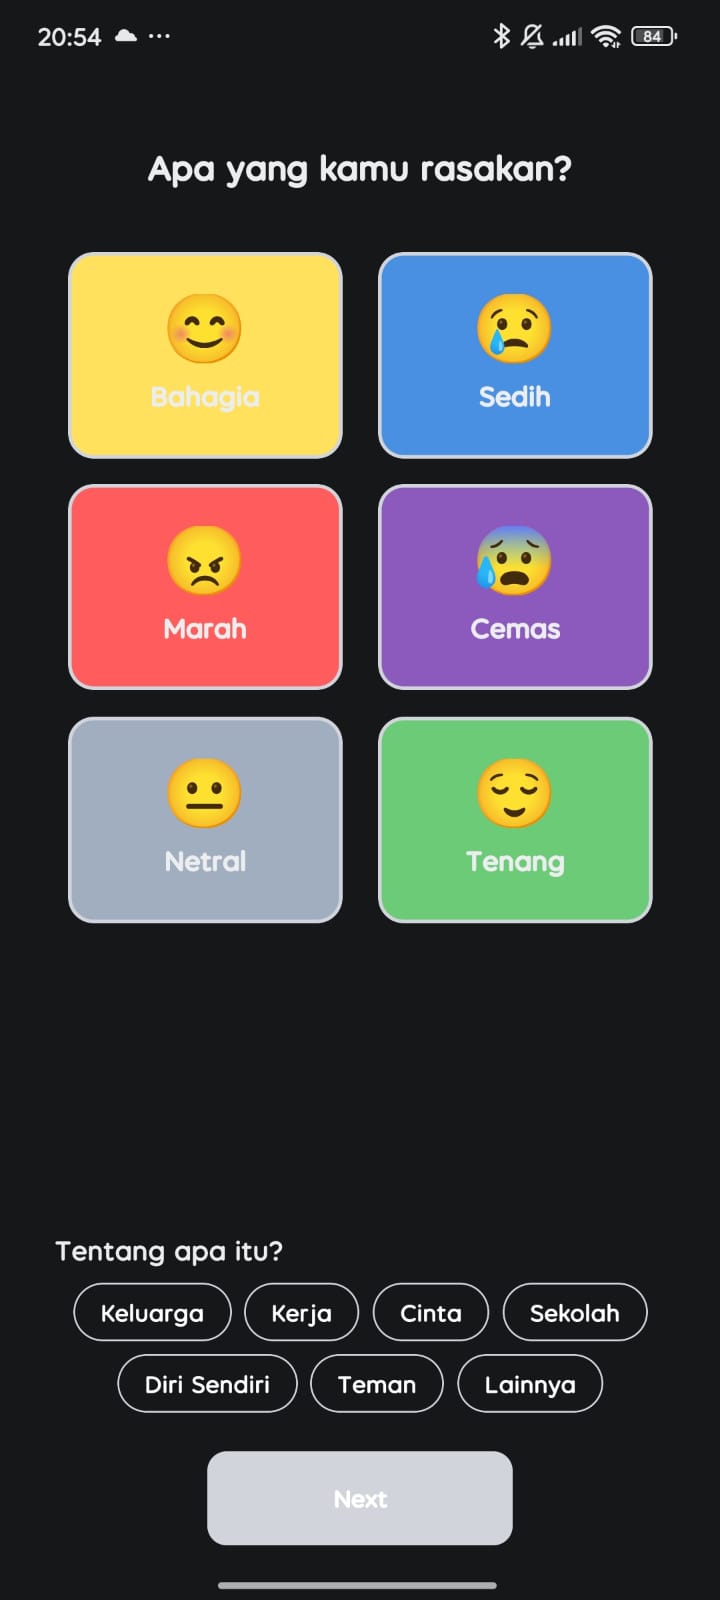 20:54 84
Apa yang kamu rasakan?
Bahagia Sedih
Marah Cemas
Netral Tenang
Tentang apa itu?
Keluarga Kerja Cinta Sekolah
Diri Sendiri Teman Lainnya
Next